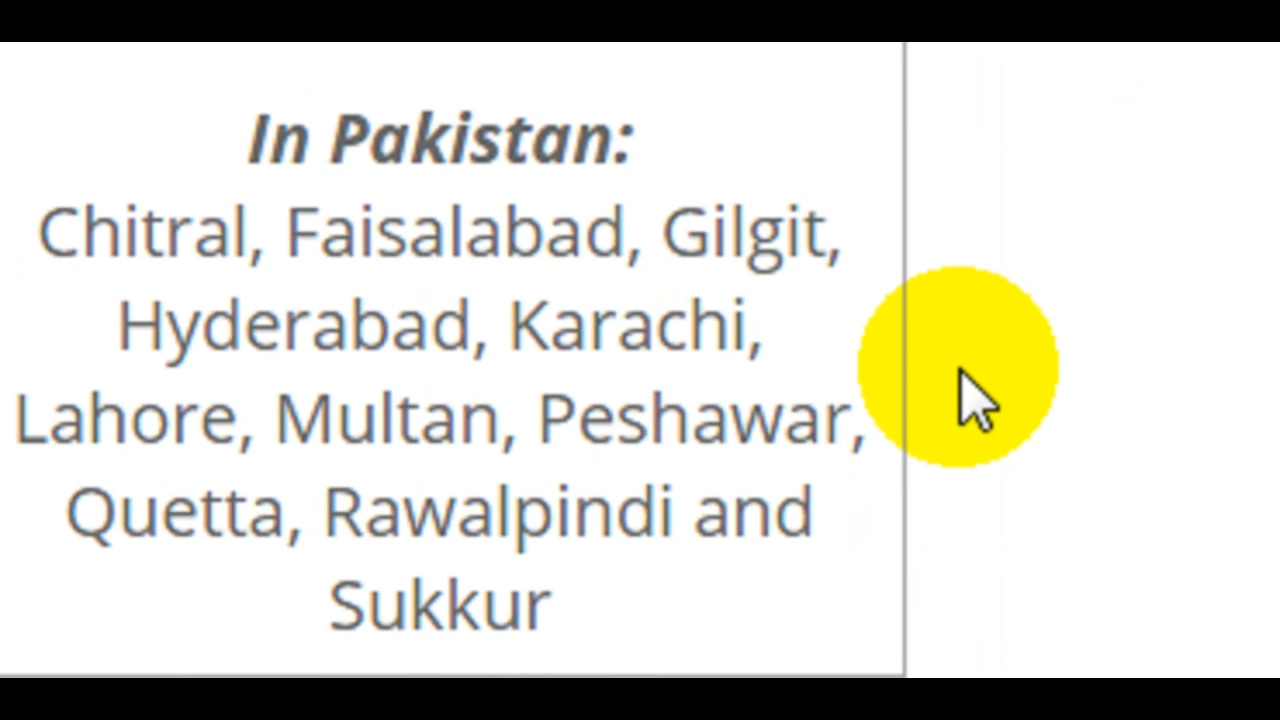 In Pakistan:
Chitral, Faisalabad, Gilgit,
Hyderabad, Karachi,
Lahore, Multan, Peshawar,
Quetta, Rawalpindi and
Sukkur